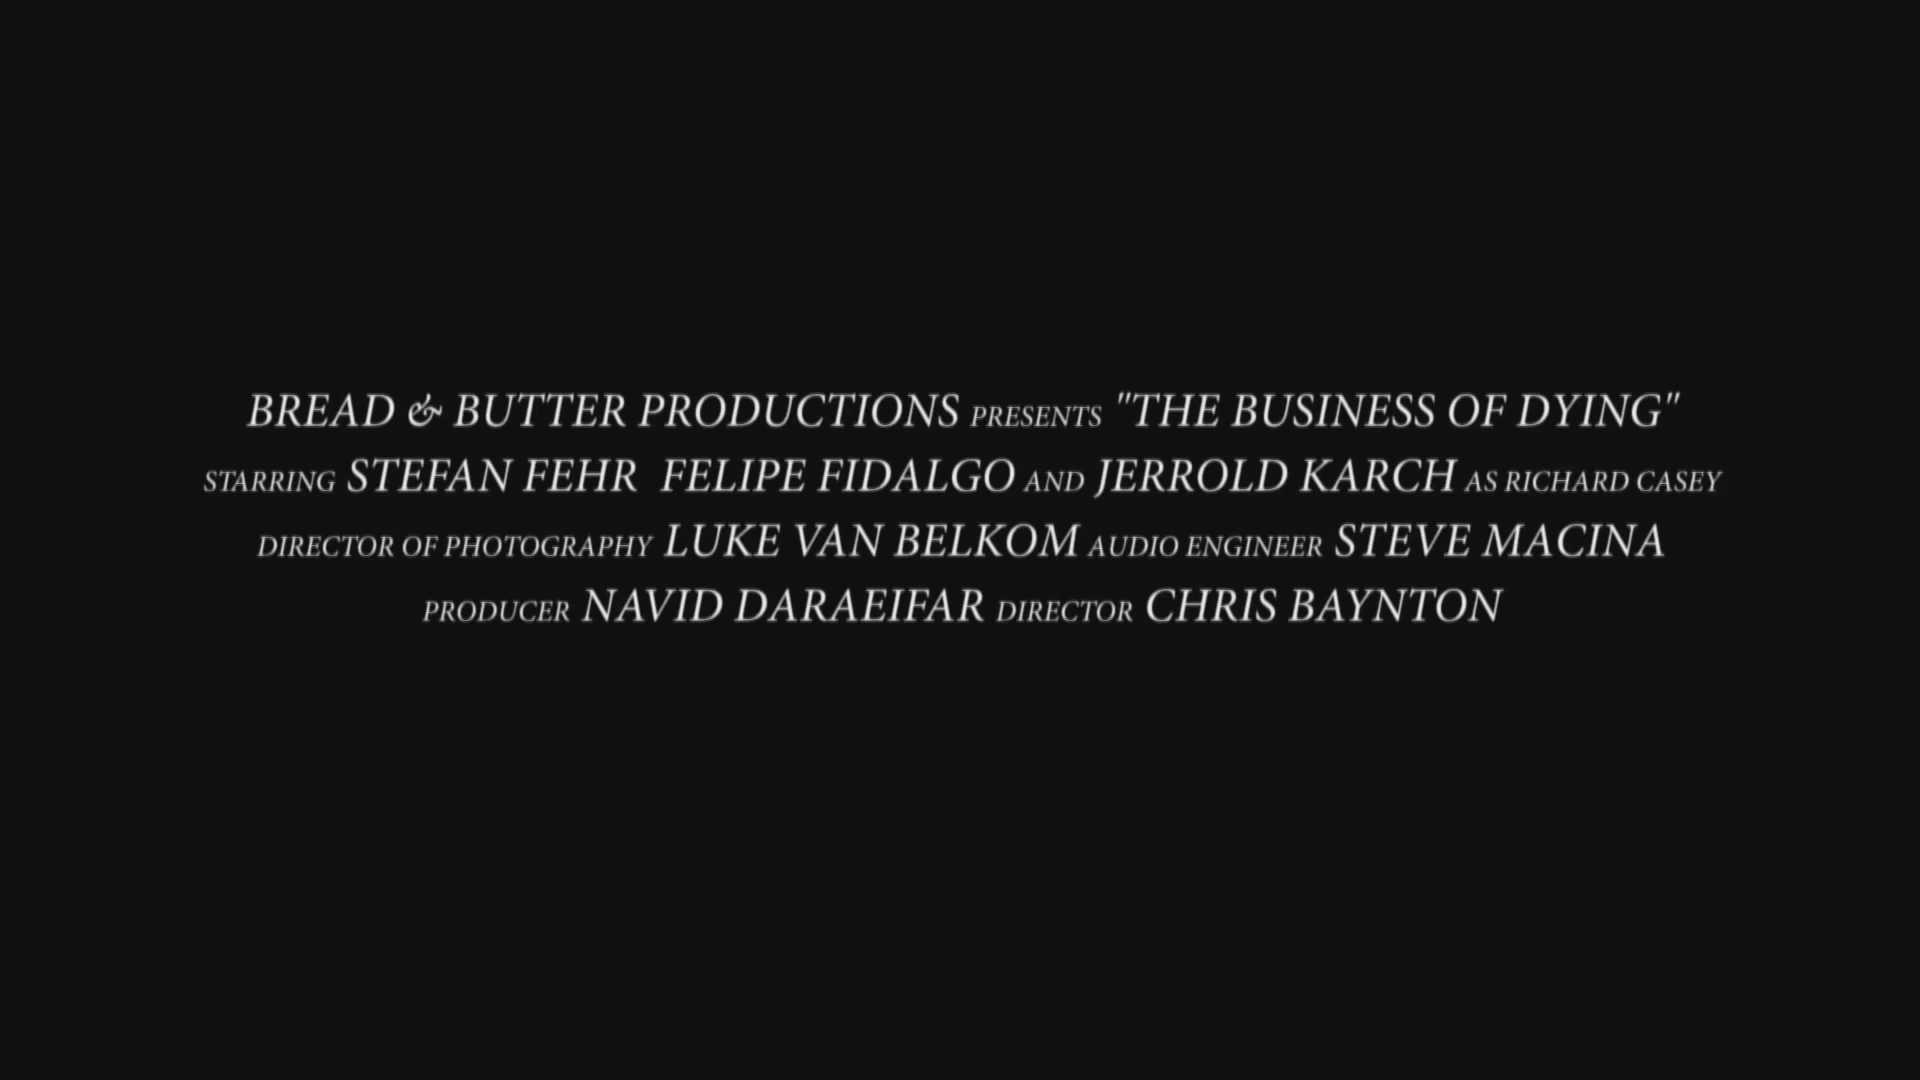 BREAD & BUTTER PRODUCTIONS PRESENTS "THE BUSINESS OF DYING"
STARRING STEFAN FEHR FELIPE FIDALGO AND JERROLD KARCH AS RICHARD CASEY
DIRECTOR OF PHOTOGRAPHY LUKE VAN BELKOM AUDIO ENGINEER STEVE MACINA
PRODUCER NAVID DARAEIFAR DIRECTOR CHRIS BAYNTON